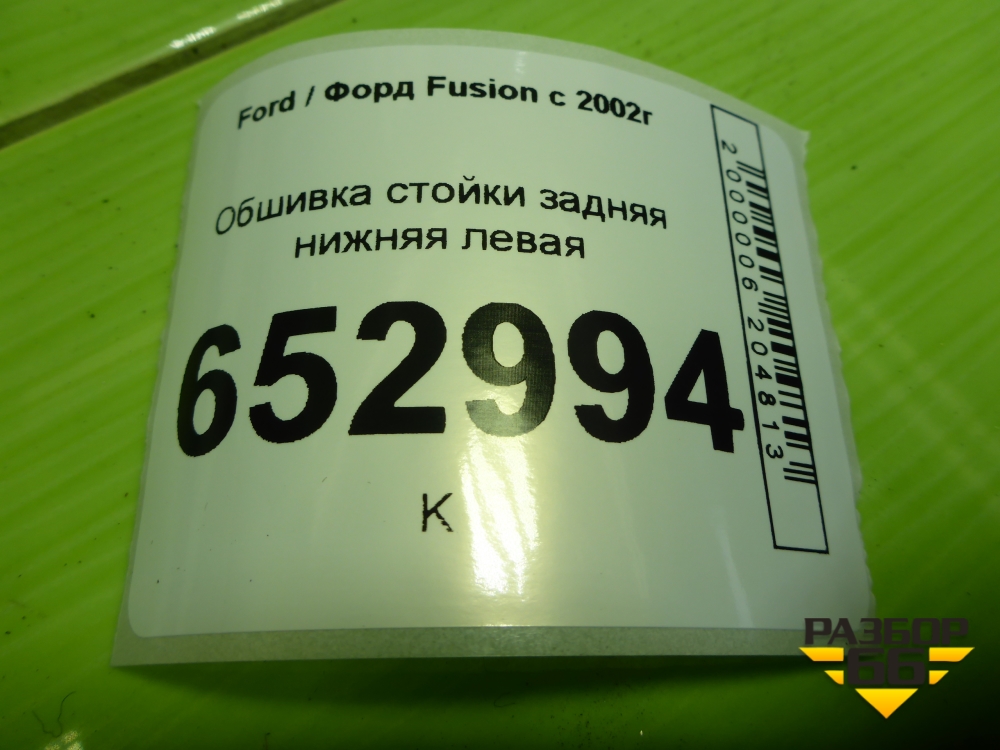 Ford / Форд Fusion с 2002г
Обшивка стойки задняя
нижняя левая
652994
К
2000006204813
РАЗБОР
66